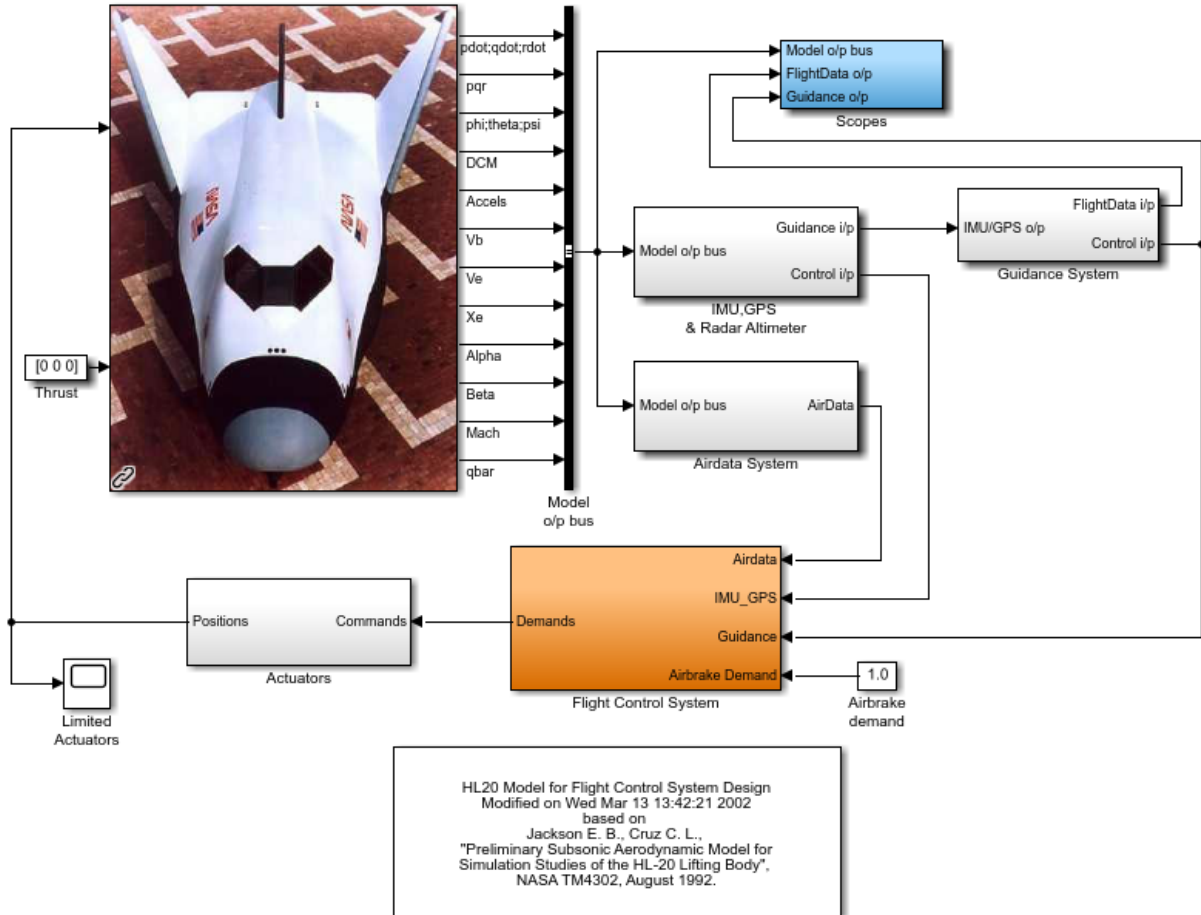 pdot;qdot;rdot
pqr
phi;theta;psi
DCM
Accels
Vb
Ve
Xe
Alpha
Beta
Mach
qbar
NASA
NASA
[0 0 0]
Thrust
Model
o/p bus
Model o/p bus
FlightData o/p
Guidance o/p
Scopes
Model o/p bus
Guidance i/p
Control i/p
IMU,GPS
& Radar Altimeter
IMU/GPS o/p
FlightData i/p
Control i/p
Guidance System
Model o/p bus
AirData
Airdata System
Airdata
IMU_GPS
Guidance
Airbrake Demand
Demands
Flight Control System
1.0
Airbrake
demand
Positions
Commands
Actuators
Limited
Actuators
HL20 Model for Flight Control System Design
Modified on Wed Mar 13 13:42:21 2002
based on
Jackson E. B., Cruz C. L.,
"Preliminary Subsonic Aerodynamic Model for
Simulation Studies of the HL-20 Lifting Body",
NASA TM4302, August 1992.